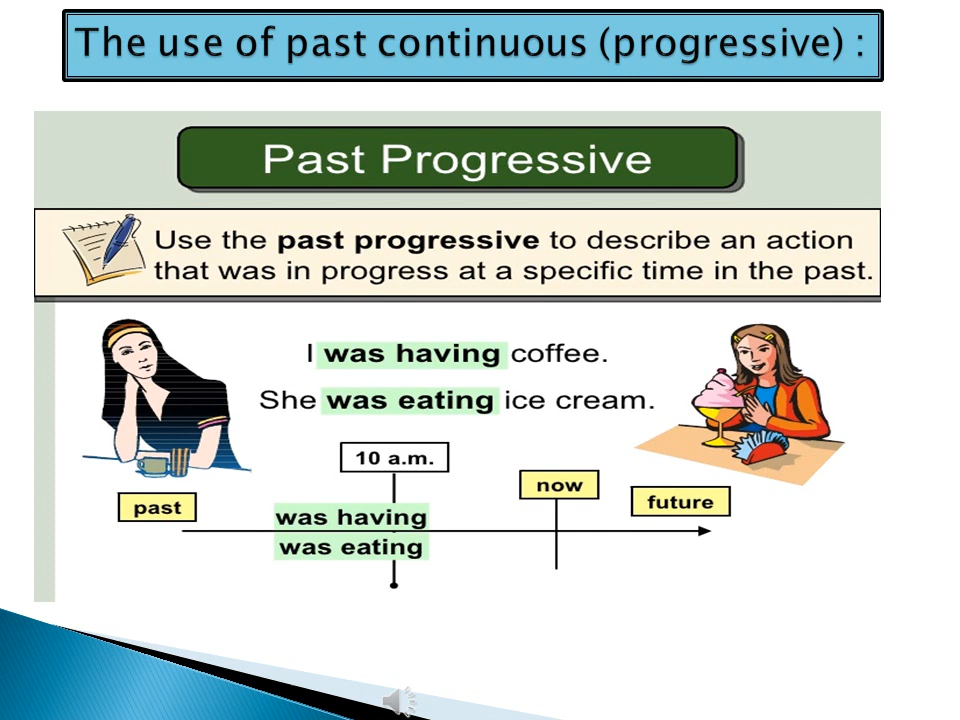 The use of past continuous (progressive) :
Past Progressive
Use the past progressive to describe an action
that was in progress at a specific time in the past.
I was having coffee.
She was eating ice cream.
10 a.m.
now
past
future
was having
was eating